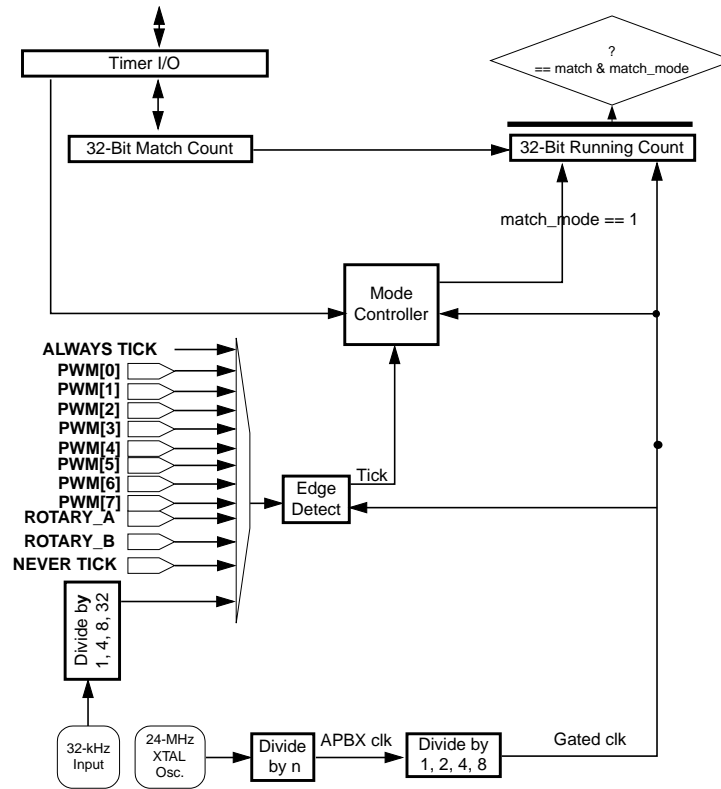 Timer I/O
?
== match & match_mode
32-Bit Match Count
32-Bit Running Count
match_mode == 1
Mode
Controller
ALWAYS TICK
PWM[0]
PWM[1]
PWM[2]
PWM[3]
PWM[4]
PWM[5]
PWM[6]
PWM[7]
ROTARY_A
ROTARY_B
NEVER TICK
Tick
Edge
Detect
Divide by
1, 4, 8, 32
32-kHz
Input
24-MHz
XTAL
Osc.
Divide
by n
APBX clk
Divide by
1, 2, 4, 8
Gated clk